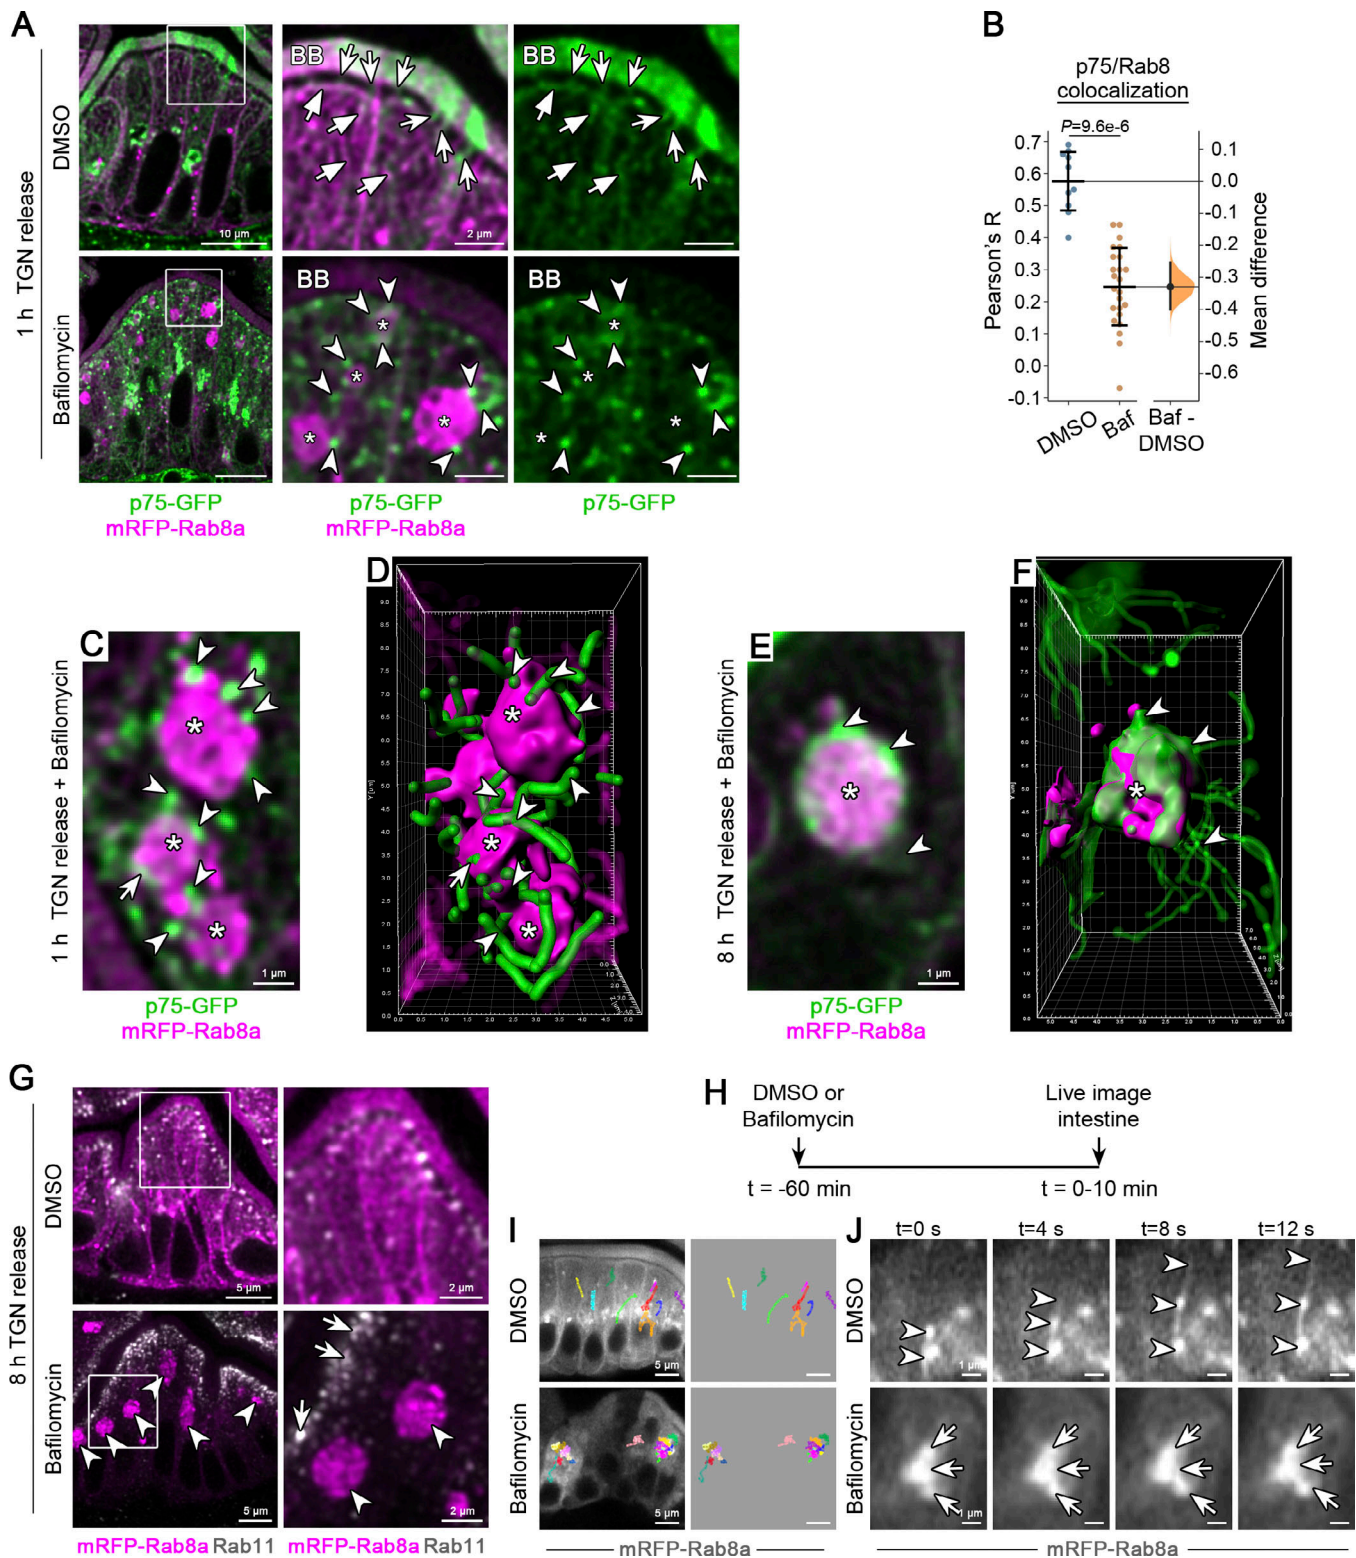 A
1 h TGN release
DMSO
Bafilomycin
10 µm
BB
2 µm
BB
BB
BB
p75-GFP
mRFP-Rab8a
p75-GFP
mRFP-Rab8a
p75-GFP
B
p75/Rab8
colocalization
P=9.6e-6
Pearson's R
0.7
0.6
0.5
0.4
0.3
0.2
0.1
0.0
-0.1
0.1
0.0
-0.1
-0.2
-0.3
-0.4
-0.5
-0.6
Mean difference
DMSO
Baf
Baf -
DMSO
C
1 h TGN release + Bafilomycin
1 µm
p75-GFP
mRFP-Rab8a
D
E
8 h TGN release + Bafilomycin
1 µm
p75-GFP
mRFP-Rab8a
F
G
8 h TGN release
DMSO
Bafilomycin
5 µm
2 µm
5 µm
2 µm
mRFP-Rab8a Rab11
mRFP-Rab8a Rab11
H
DMSO or
Bafilomycin
Live image
intestine
t = -60 min
t = 0-10 min
I
DMSO
Bafilomycin
5 µm
5 µm
mRFP-Rab8a
J
t=0 s
t=4 s
t=8 s
t=12 s
DMSO
Bafilomycin
1 µm
1 µm
mRFP-Rab8a